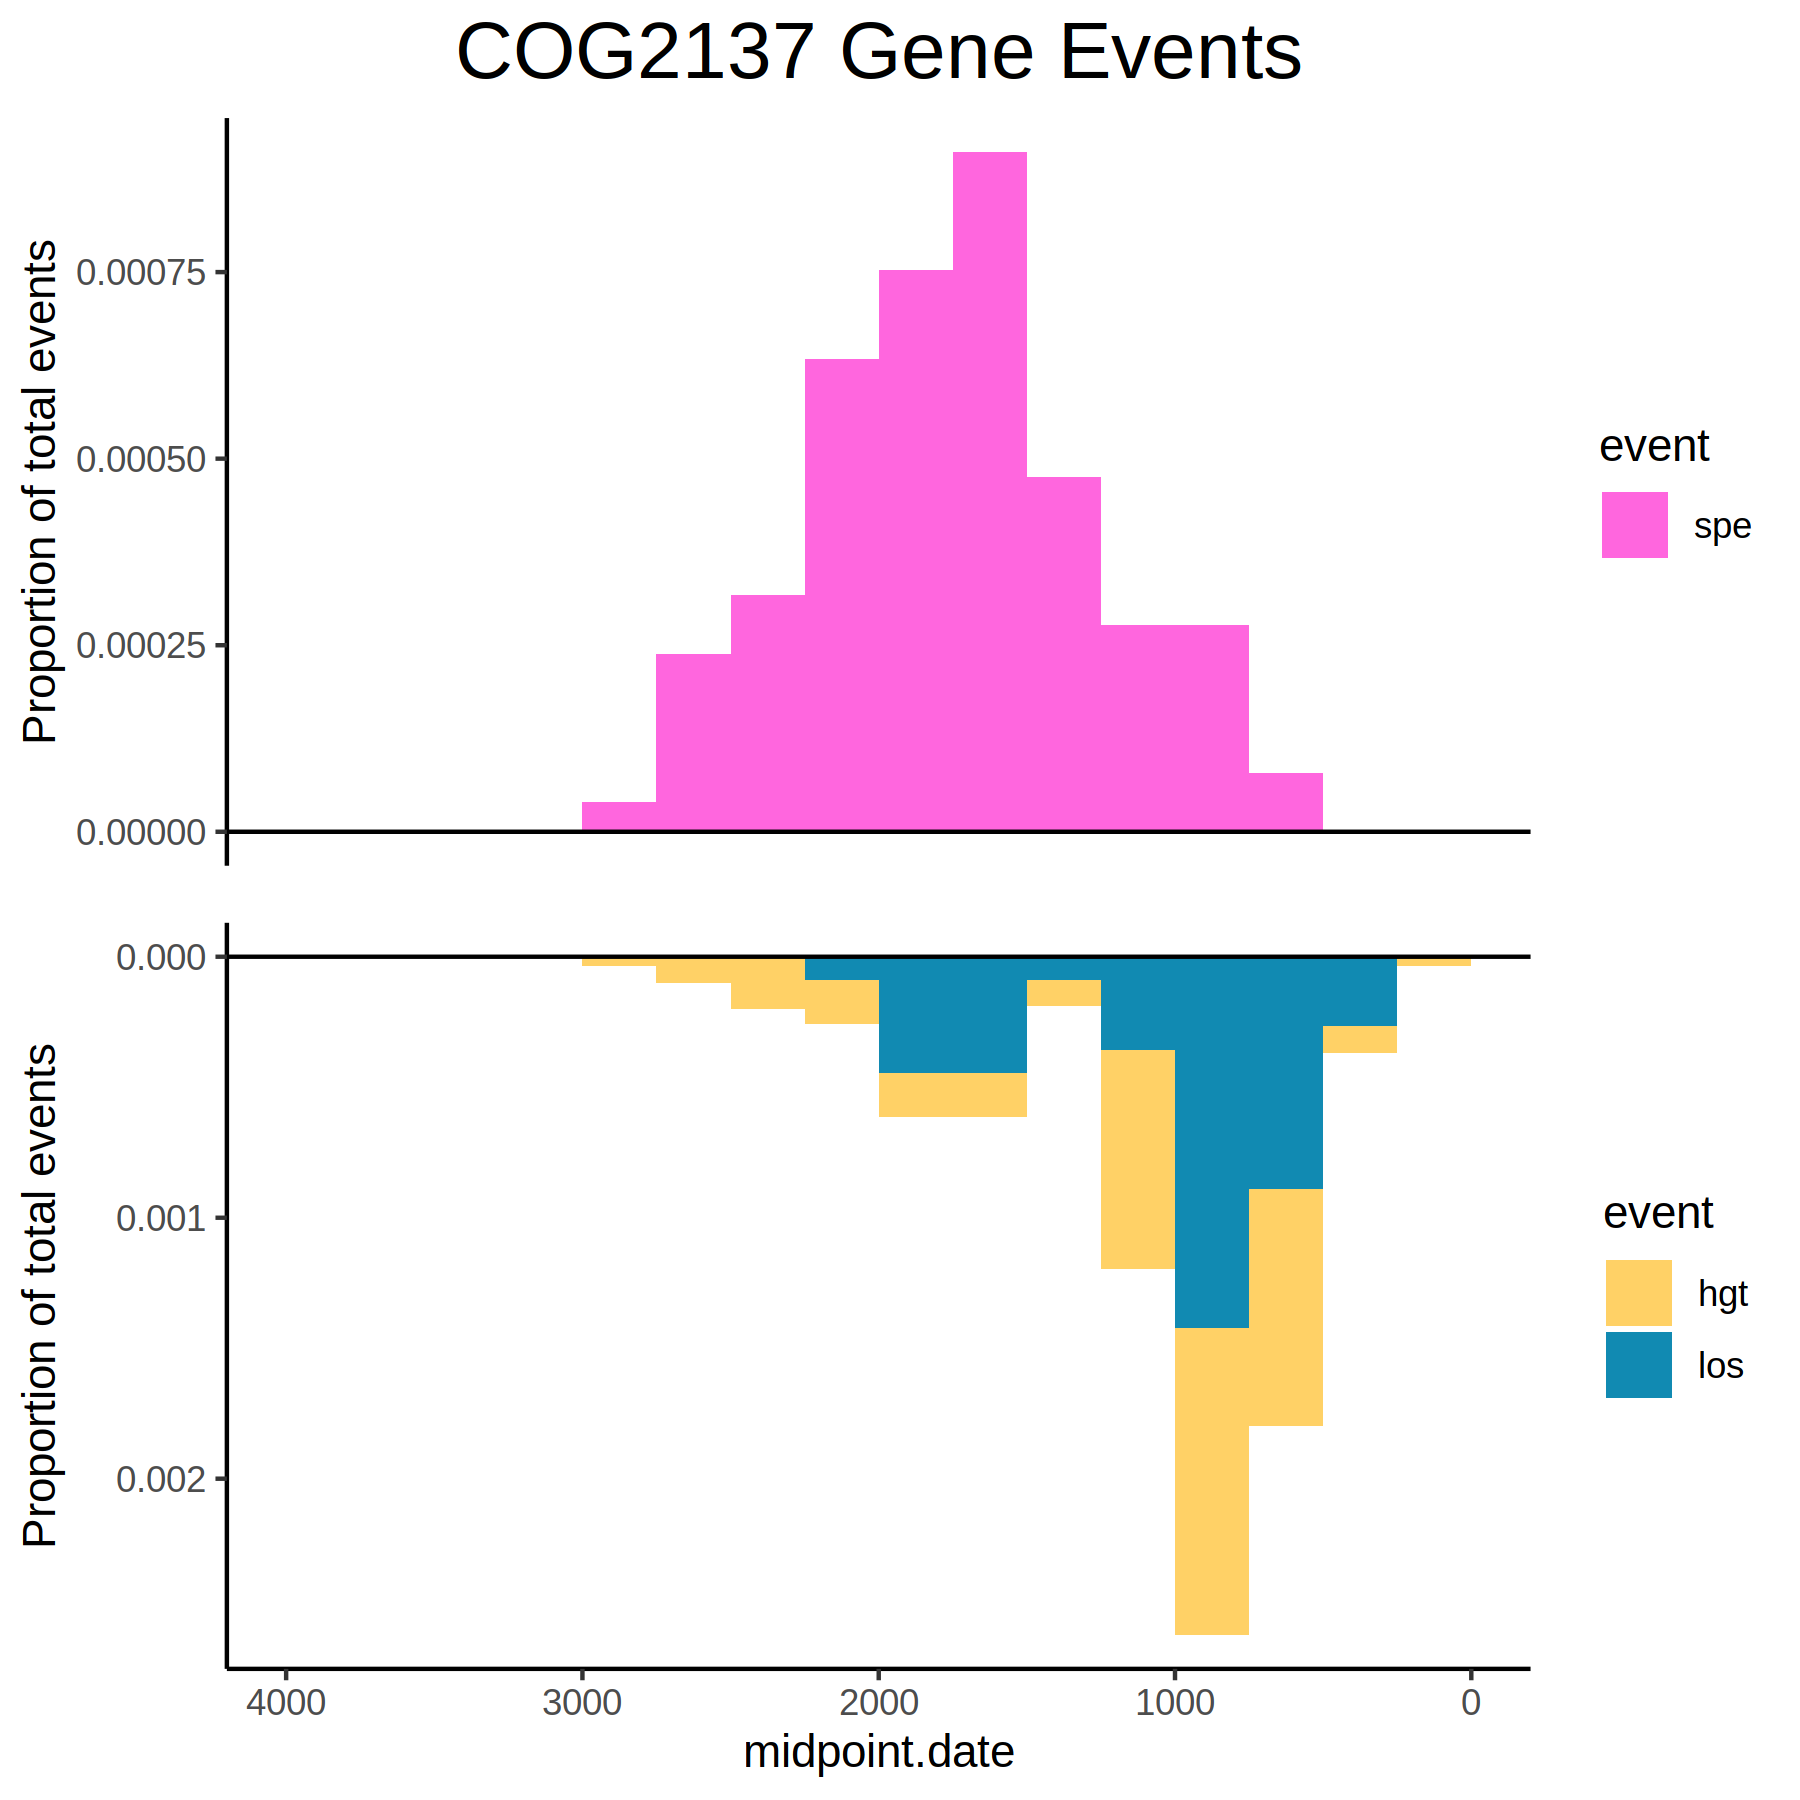 COG2137 Gene Events
Proportion of total events
0.00075
0.00050
0.00025
0.00000
event
spe
Proportion of total events
0.000
0.001
0.002
event
hgt
los
4000 3000 2000 1000 0
midpoint.date